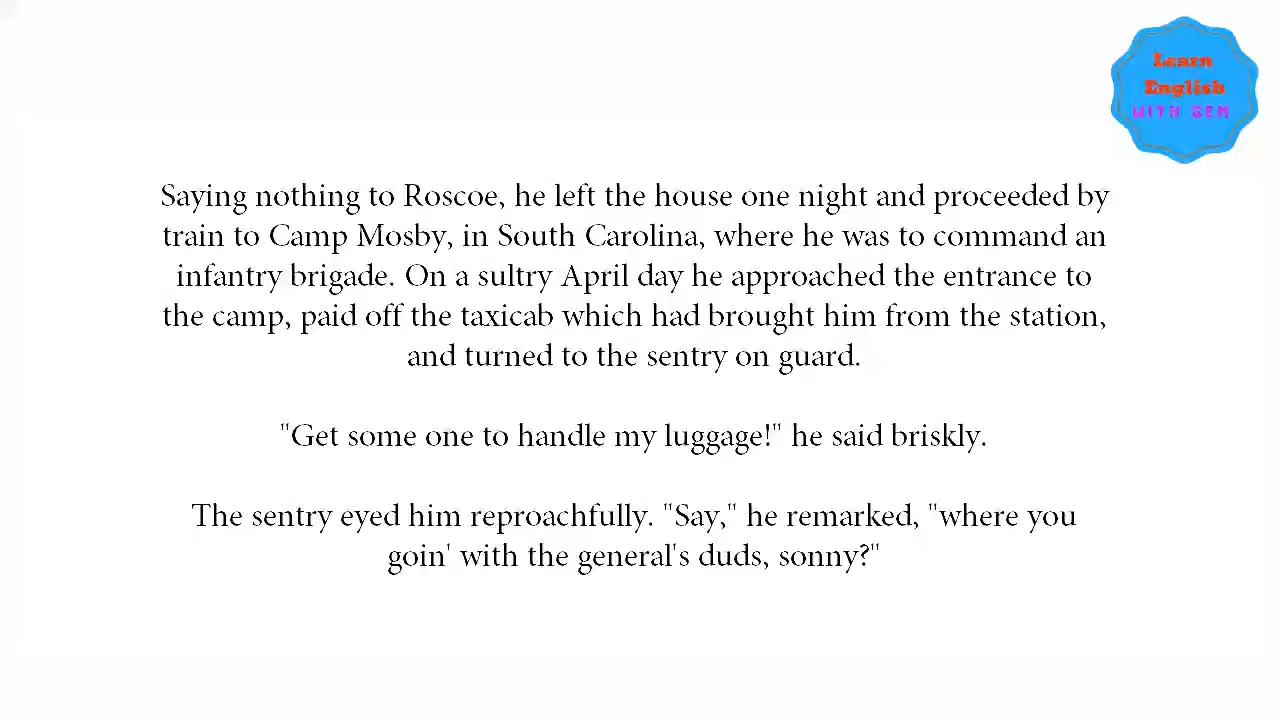 Learn
English
WITH GEM
Saying nothing to Roscoe, he left the house one night and proceeded by
train to Camp Mosby, in South Carolina, where he was to command an
infantry brigade. On a sultry April day he approached the entrance to
the camp, paid off the taxicab which had brought him from the station,
and turned to the sentry on guard.
"Get some one to handle my luggage!" he said briskly.
The sentry eyed him reproachfully. "Say," he remarked, "where you
goin' with the general's duds, sonny?"